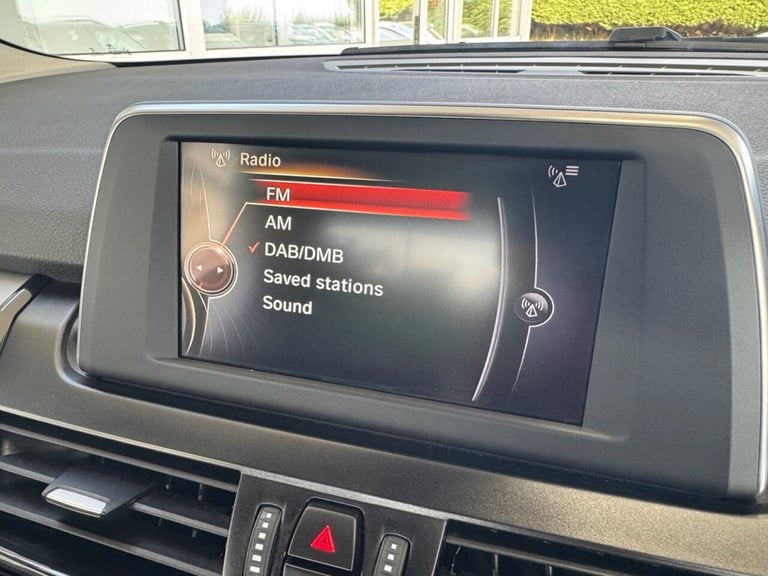 Radio
FM
AM
DAB/DMB
Saved stations
Sound